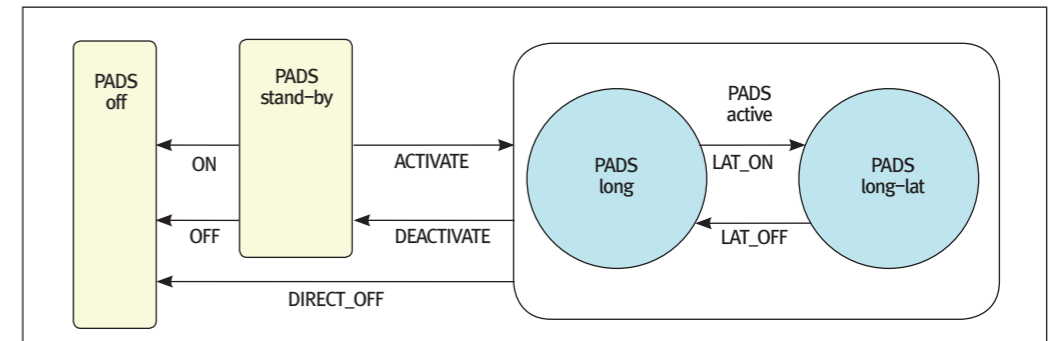 PADS
off
PADS
stand-by
ON
OFF
ACTIVATE
DEACTIVATE
DIRECT_OFF
PADS
active
PADS
long
LAT_ON
LAT_OFF
PADS
long-lat